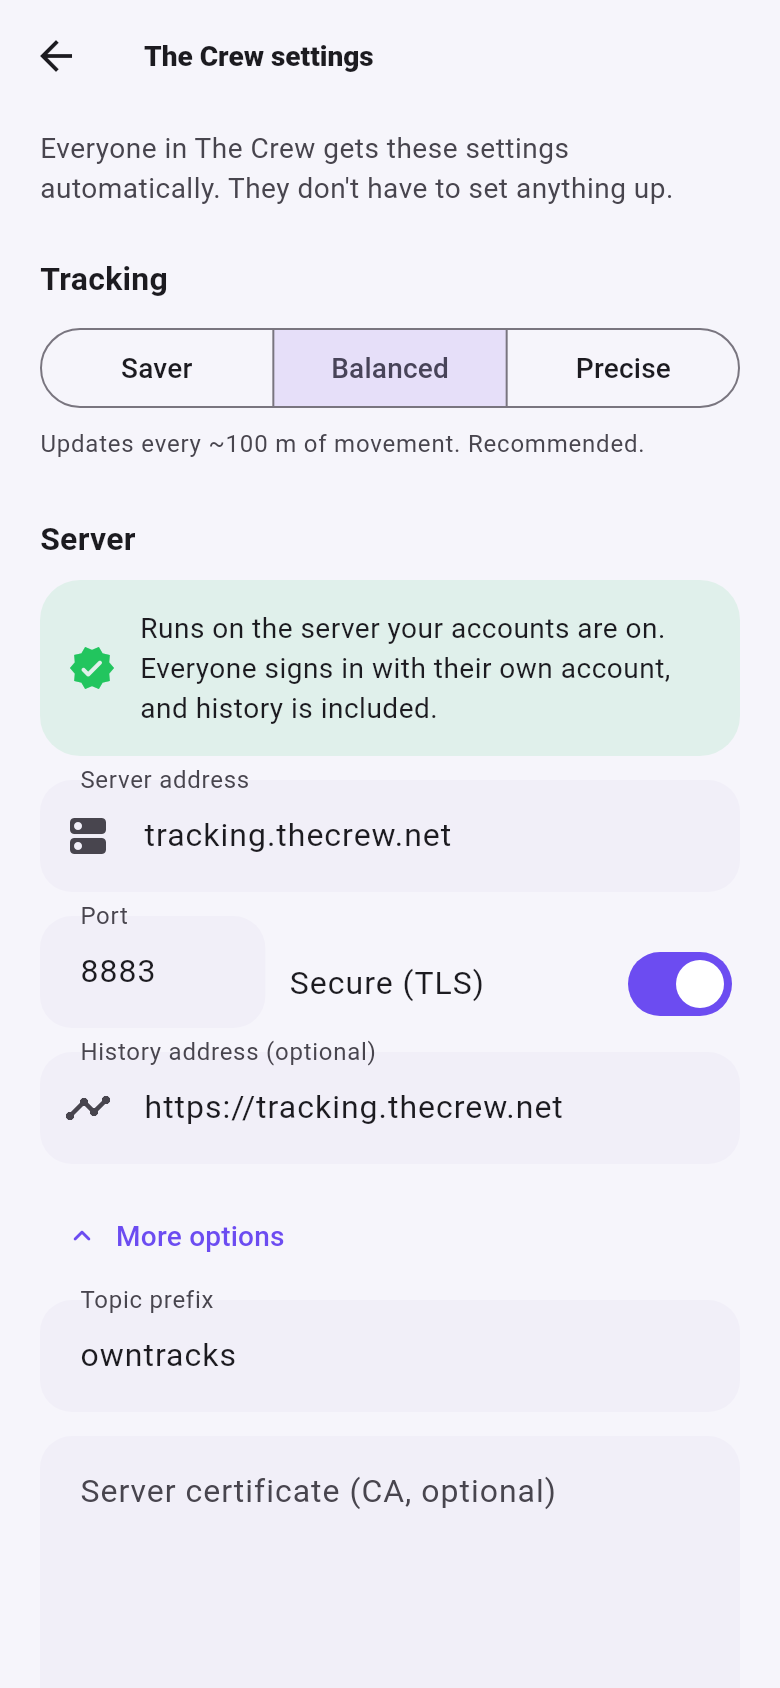 The Crew settings
Everyone in The Crew gets these settings
automatically. They don't have to set anything up.
Tracking
Saver
Balanced
Precise
Updates every ~100 m of movement. Recommended.
Server
Runs on the server your accounts are on.
Everyone signs in with their own account,
and history is included.
Server address
tracking.thecrew.net
Port
8883
Secure (TLS)
History address (optional)
https://tracking.thecrew.net
More options
Topic prefix
owntracks
Server certificate (CA, optional)